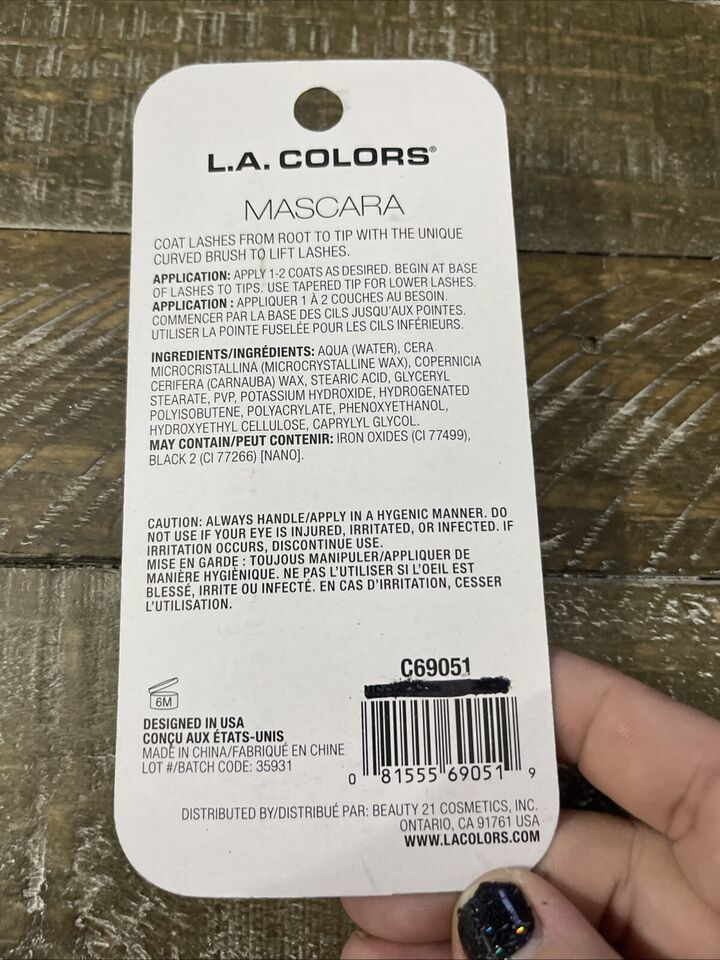 L.A. COLORS®
MASCARA
COAT LASHES FROM ROOT TO TIP WITH THE UNIQUE
CURVED BRUSH TO LIFT LASHES.
APPLICATION: APPLY 1-2 COATS AS DESIRED. BEGIN AT BASE
OF LASHES TO TIPS. USE TAPERED TIP FOR LOWER LASHES.
APPLICATION : APPLIQUER 1 À 2 COUCHES AU BESOIN.
COMMENCER PAR LA BASE DES CILS JUSQU'AUX POINTES.
UTILISER LA POINTE FUSELÉE POUR LES CILS INFÉRIEURS.
INGREDIENTS/INGRÉDIENTS: AQUA (WATER), CERA
MICROCRISTALLINA (MICROCRYSTALLINE WAX), COPERNICIA
CERIFERA (CARNAUBA) WAX, STEARIC ACID, GLYCERYL
STEARATE, PVP, POTASSIUM HYDROXIDE, HYDROGENATED
POLYISOBUTENE, POLYACRYLATE, PHENOXYETHANOL,
HYDROXYETHYL CELLULOSE, CAPRYLYL GLYCOL.
MAY CONTAIN/PEUT CONTENIR: IRON OXIDES (CI 77499),
BLACK 2 (CI 77266) [NANO].
CAUTION: ALWAYS HANDLE/APPLY IN A HYGENIC MANNER. DO
NOT USE IF YOUR EYE IS INJURED, IRRITATED, OR INFECTED. IF
IRRITATION OCCURS, DISCONTINUE USE.
MISE EN GARDE : TOUJOUS MANIPULER/APPLIQUER DE
MANIÈRE HYGIÈNIQUE. NE PAS L'UTILISER SI L'OEIL EST
BLESSÉ, IRRITE OU INFECTÉ. EN CAS D'IRRITATION, CESSER
L'UTILISATION.
C69051
6M
DESIGNED IN USA
CONÇU AUX ÉTATS-UNIS
MADE IN CHINA/FABRIQUÉ EN CHINE
LOT #/BATCH CODE: 35931
0 81555 69051 9
DISTRIBUTED BY/DISTRIBUÉ PAR: BEAUTY 21 COSMETICS, INC.
ONTARIO, CA 91761 USA
WWW.LACOLORS.COM